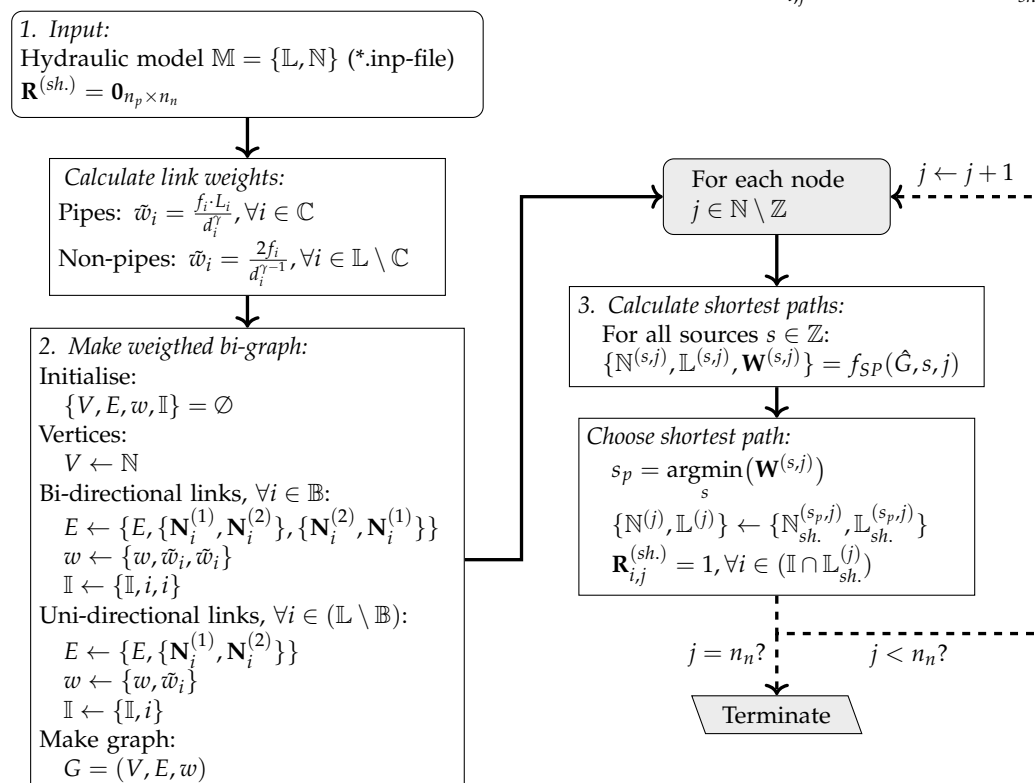 i,j
sh.
1. Input:
Hydraulic model 𝕄 = {𝕃, ℕ} (*.inp-file)
𝐑^(sh.) = 𝟎_{n_p×n_n}
Calculate link weights:
Pipes: w̃_i = f_i·L_i / d_i^γ, ∀i ∈ ℂ
Non-pipes: w̃_i = 2f_i / d_i^{γ−1}, ∀i ∈ 𝕃 \ ℂ
2. Make weigthed bi-graph:
Initialise:
{V, E, w, 𝕀} = ∅
Vertices:
V ← ℕ
Bi-directional links, ∀i ∈ 𝔹:
E ← {E, {𝐍_i^(1), 𝐍_i^(2)}, {𝐍_i^(2), 𝐍_i^(1)}}
w ← {w, w̃_i, w̃_i}
𝕀 ← {𝕀, i, i}
Uni-directional links, ∀i ∈ (𝕃 \ 𝔹):
E ← {E, {𝐍_i^(1), 𝐍_i^(2)}}
w ← {w, w̃_i}
𝕀 ← {𝕀, i}
Make graph:
G = (V, E, w)
For each node
j ∈ ℕ \ ℤ
j ← j + 1
3. Calculate shortest paths:
For all sources s ∈ ℤ:
{ℕ^(s,j), 𝕃^(s,j), 𝐖^(s,j)} = f_SP(Ĝ, s, j)
Choose shortest path:
s_p = argmin(𝐖^(s,j))
s
{ℕ^(j), 𝕃^(j)} ← {ℕ_sh.^(s_p,j), 𝕃_sh.^(s_p,j)}
𝐑_{i,j}^(sh.) = 1, ∀i ∈ (𝕀 ∩ 𝕃_sh.^(j))
j = n_n?
j < n_n?
Terminate